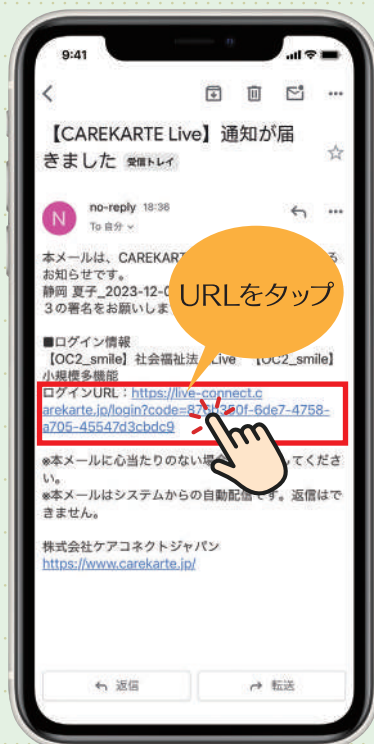 9:41
【CAREKARTE Live】通知が届
きました 受信トレイ
N
no-reply 18:36
To 自分
本メールは、CAREKAR
お知らせです。
静岡 夏子_2023-12-0
３の署名をお願いしま
URLをタップ
■ログイン情報
【OC2_smile】社会福祉法 Live 【OC2_smile】
小規模多機能
ログインURL：https://live-connect.c
arekarte.jp/login?code= 0f-6de7-4758-
a705-45547d3cbdc9
※本メールに心当たりのない場 してくださ
い。
※本メールはシステムからの自動配信です。返信はで
きません。
株式会社ケアコネクトジャパン
https://www.carekarte.jp/
返信
転送